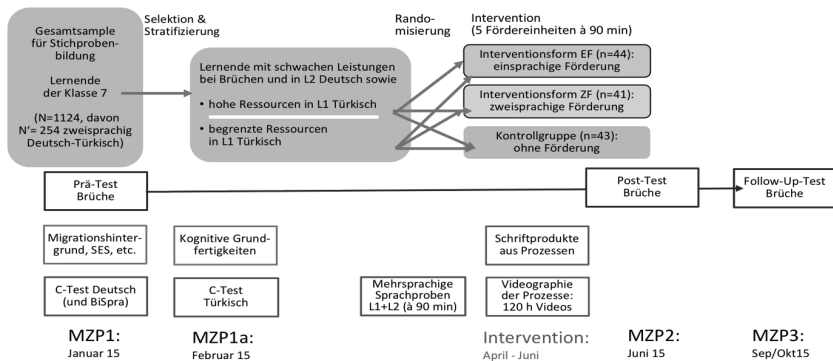 Gesamtsample
für Stichproben-
bildung
Lernende
der Klasse 7
(N=1124, davon
N'= 254 zweisprachig
Deutsch-Türkisch)
Selektion &
Stratifizierung
Lernende mit schwachen Leistungen
bei Brüchen und in L2 Deutsch sowie
• hohe Ressourcen in L1 Türkisch
• begrenzte Ressourcen
in L1 Türkisch
Rando-
misierung
Intervention
(5 Fördereinheiten à 90 min)
Interventionsform EF (n=44):
einsprachige Förderung
Interventionsform ZF (n=41):
zweisprachige Förderung
Kontrollgruppe (n=43):
ohne Förderung
Prä-Test
Brüche
Post-Test
Brüche
Follow-Up-Test
Brüche
Migrationshinter-
grund, SES, etc.
Kognitive Grund-
fertigkeiten
Schriftprodukte
aus Prozessen
C-Test Deutsch
(und BiSpra)
C-Test
Türkisch
Mehrsprachige
Sprachproben
L1+L2 (à 90 min)
Videographie
der Prozesse:
120 h Videos
MZP1:
Januar 15
MZP1a:
Februar 15
Intervention:
April - Juni
MZP2:
Juni 15
MZP3:
Sep/Okt15